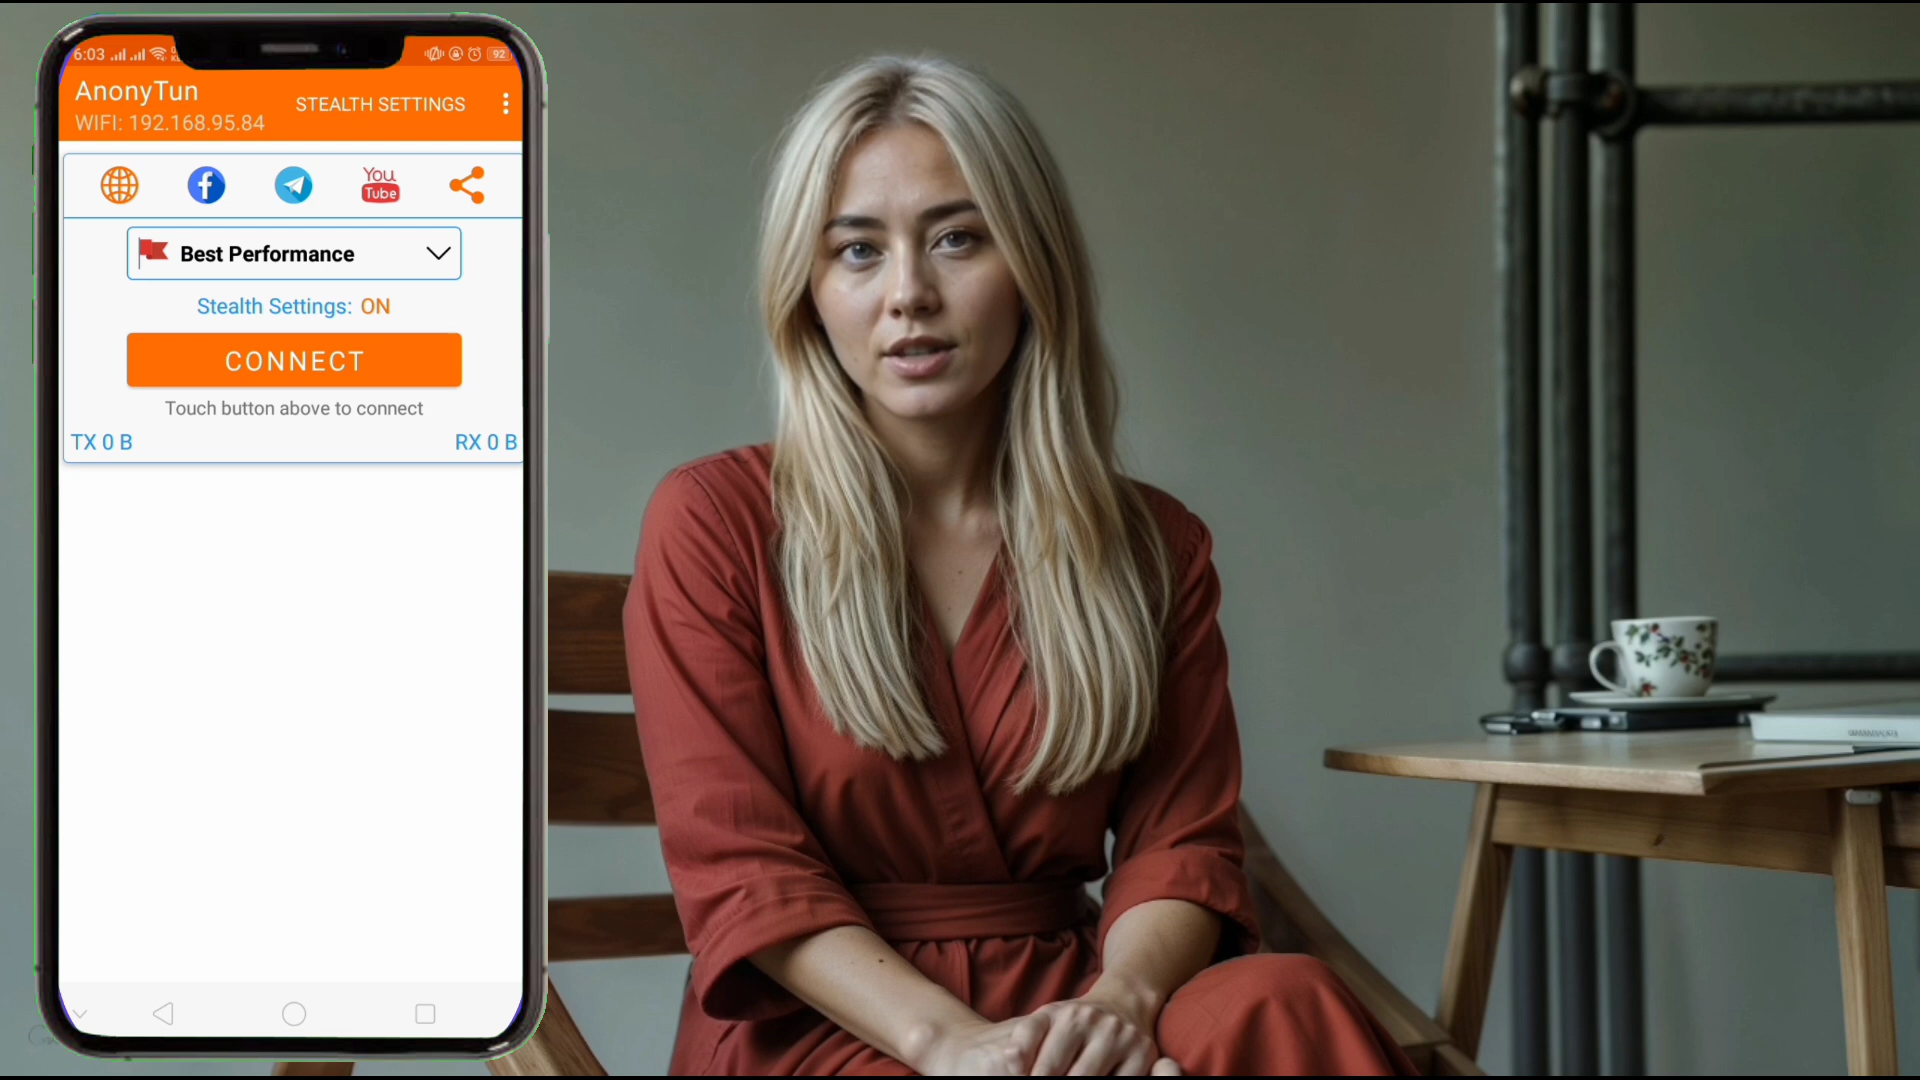 6:03
92
AnonyTun
STEALTH SETTINGS
WIFI: 192.168.95.84
You
Tube
Best Performance
Stealth Settings: ON
CONNECT
Touch button above to connect
TX 0 B
RX 0 B